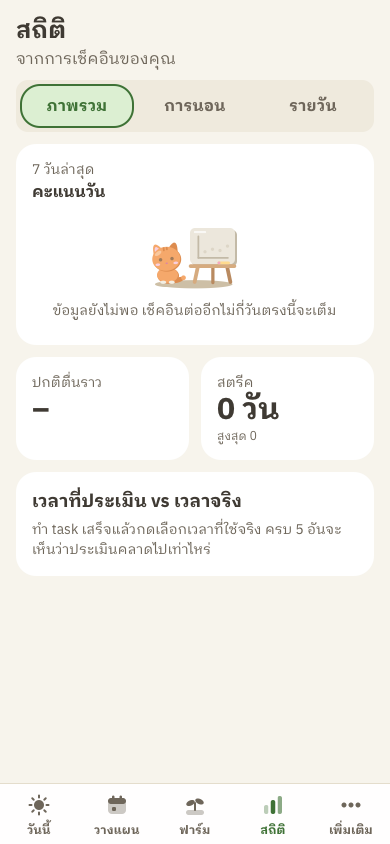 สถิติ
จากการเช็คอินของคุณ
ภาพรวม
การนอน
รายวัน
7 วันล่าสุด
คะแนนวัน
ข้อมูลยังไม่พอ เช็คอินต่ออีกไม่กี่วันตรงนี้จะเต็ม
ปกติตื่นราว
–
สตรีค
0 วัน
สูงสุด 0
เวลาที่ประเมิน vs เวลาจริง
ทำ task เสร็จแล้วกดเลือกเวลาที่ใช้จริง ครบ 5 อันจะ
เห็นว่าประเมินคลาดไปเท่าไหร่
วันนี้
วางแผน
ฟาร์ม
สถิติ
เพิ่มเติม